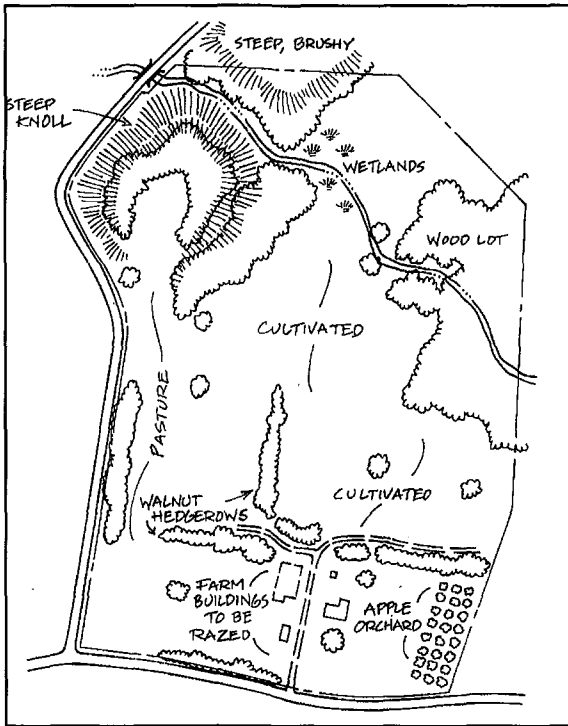 STEEP, BRUSHY
STEEP
KNOLL
WETLANDS
WOOD LOT
CULTIVATED
PASTURE
WALNUT
HEDGEROWS
CULTIVATED
FARM
BUILDINGS
TO BE
RAZED
APPLE
ORCHARD